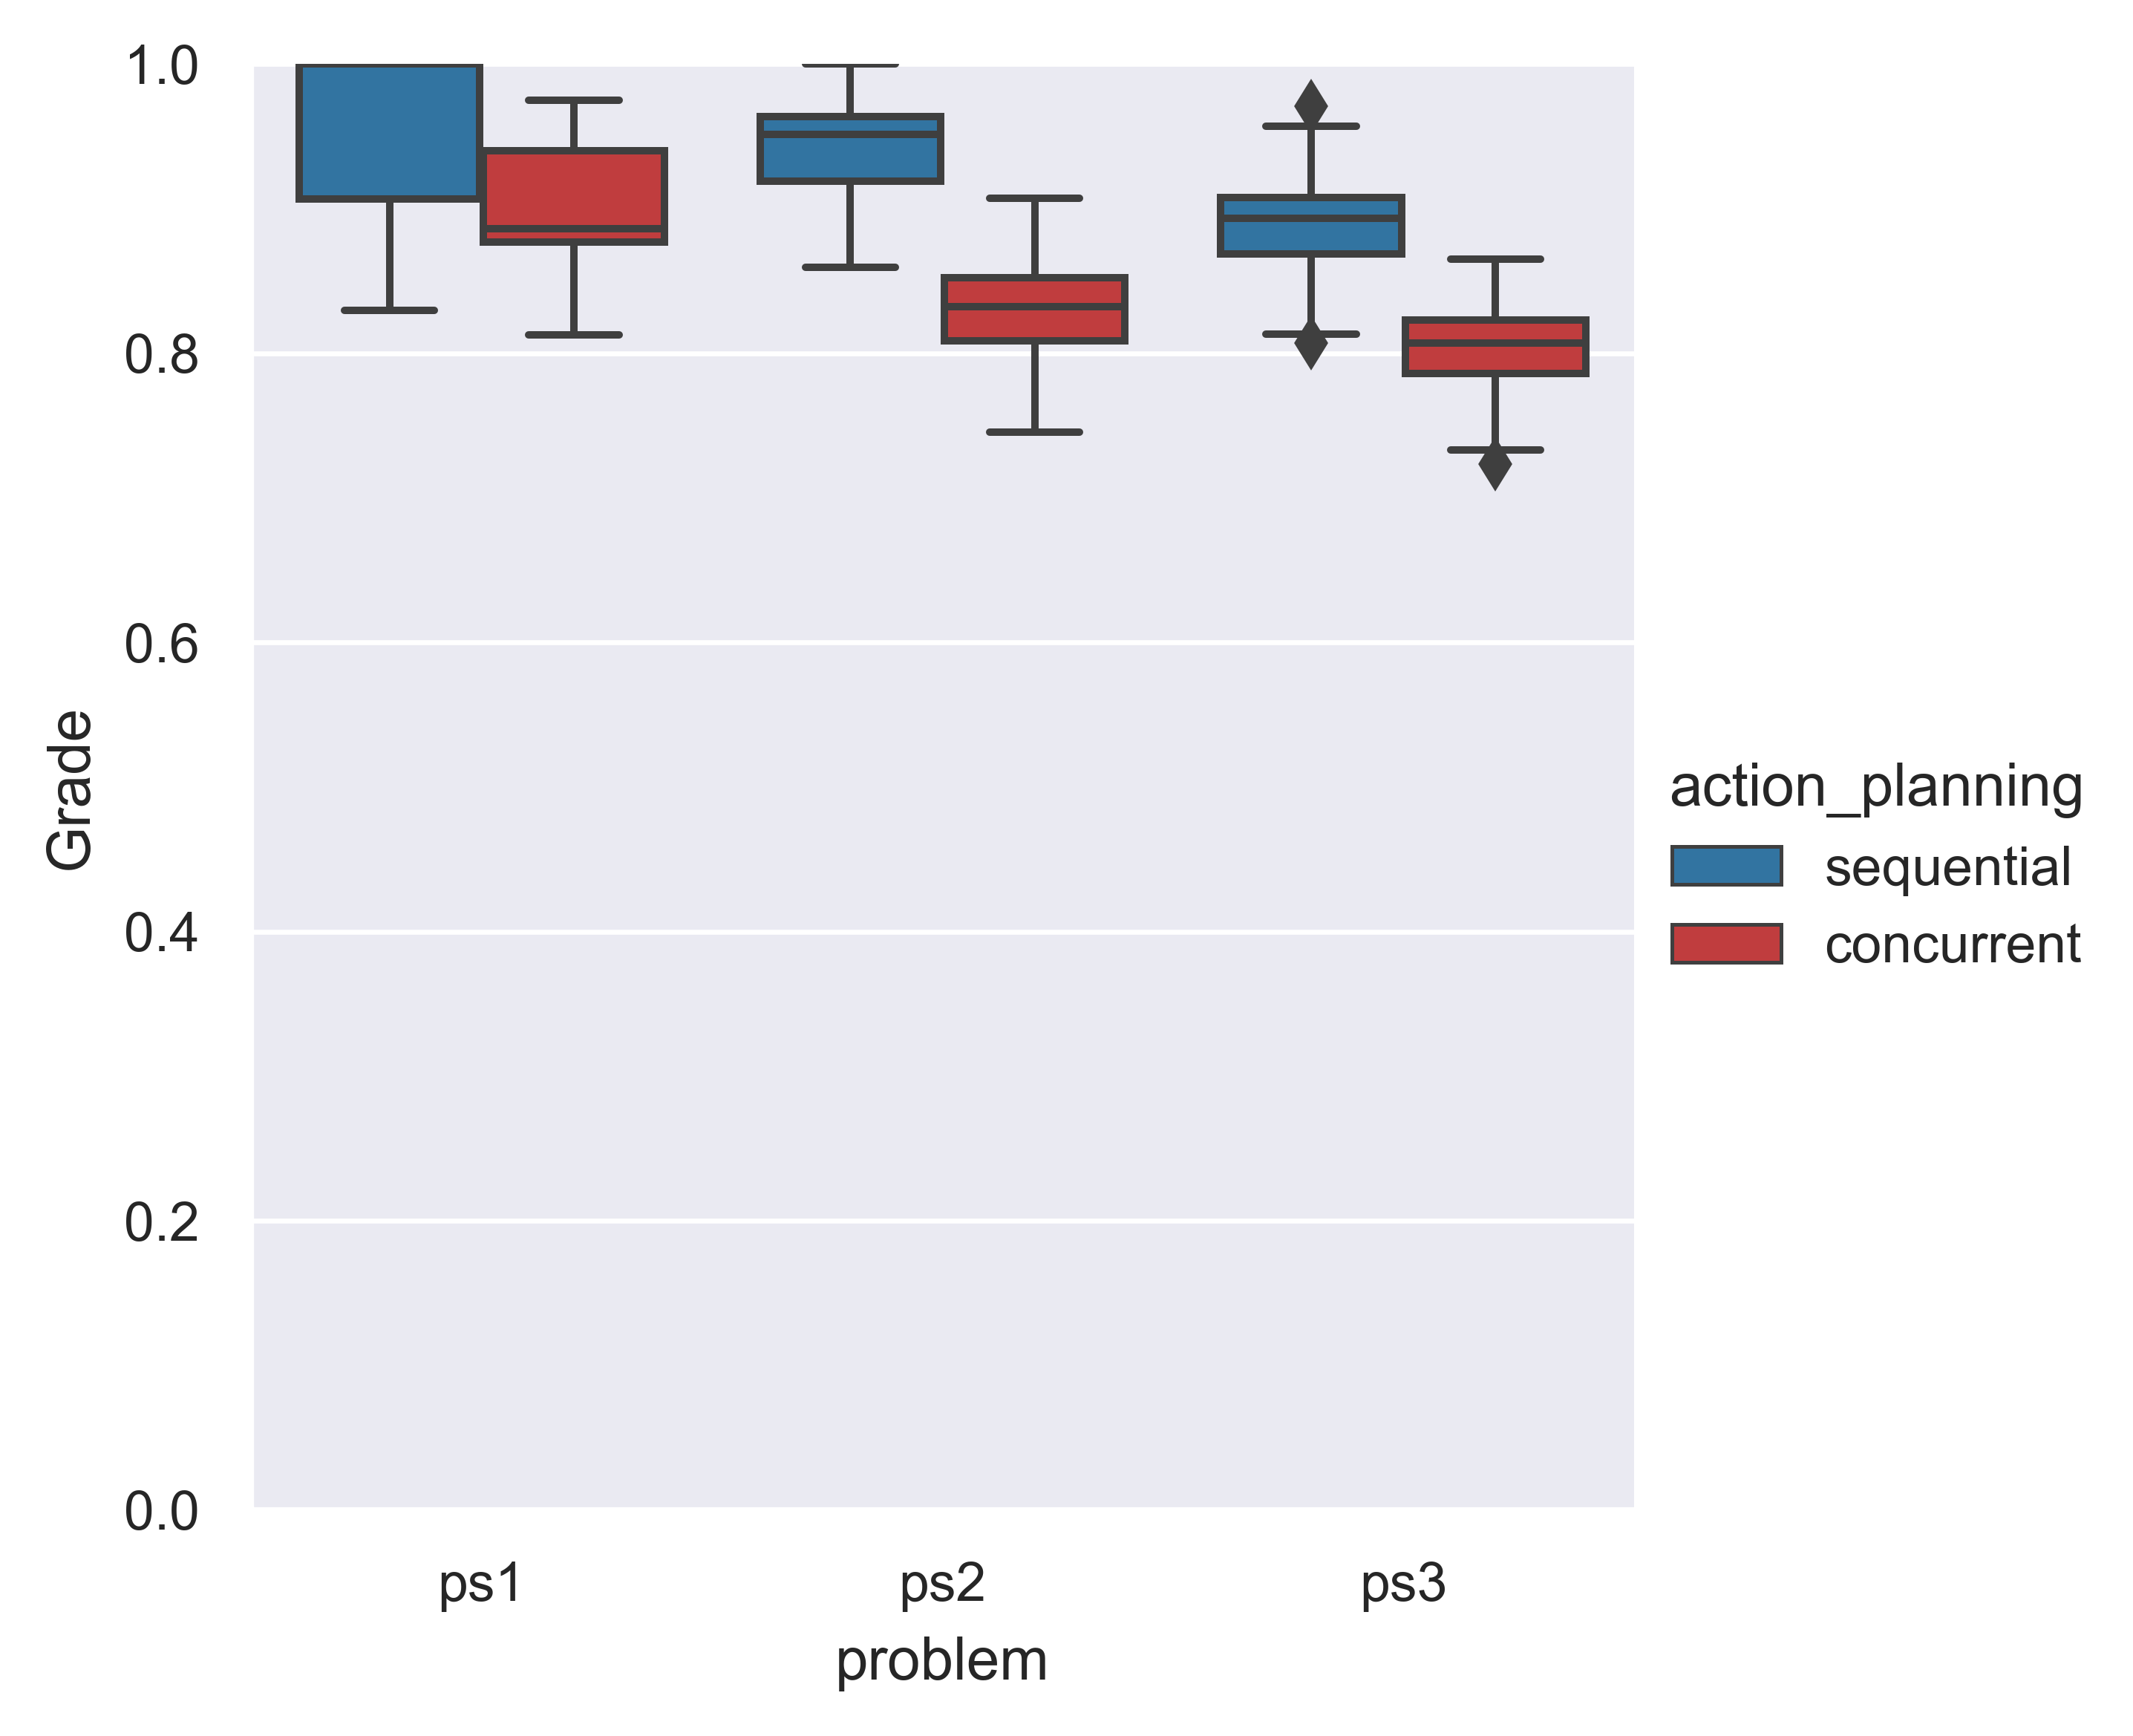 1.0
0.8
0.6
0.4
0.2
0.0
Grade
ps1
ps2
ps3
problem
action_planning
sequential
concurrent